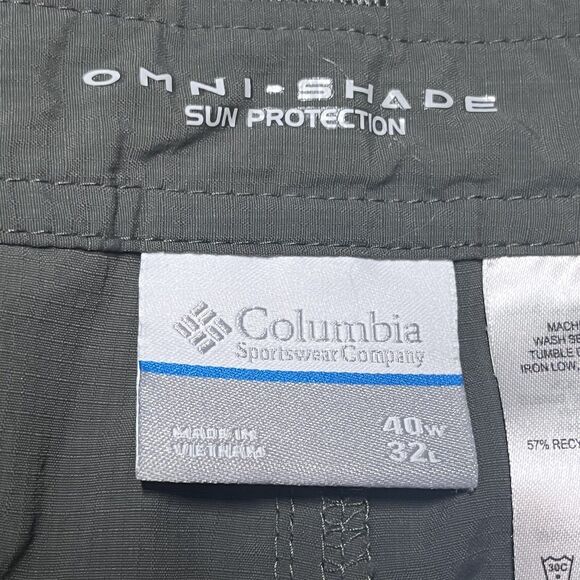 OMNI-SHADE
SUN PROTECTION
Columbia
Sportswear Company
MADE IN
VIETNAM
40W
32L
MACH
WASH SE
TUMBLE D
IRON LOW,
57% RECY
30C